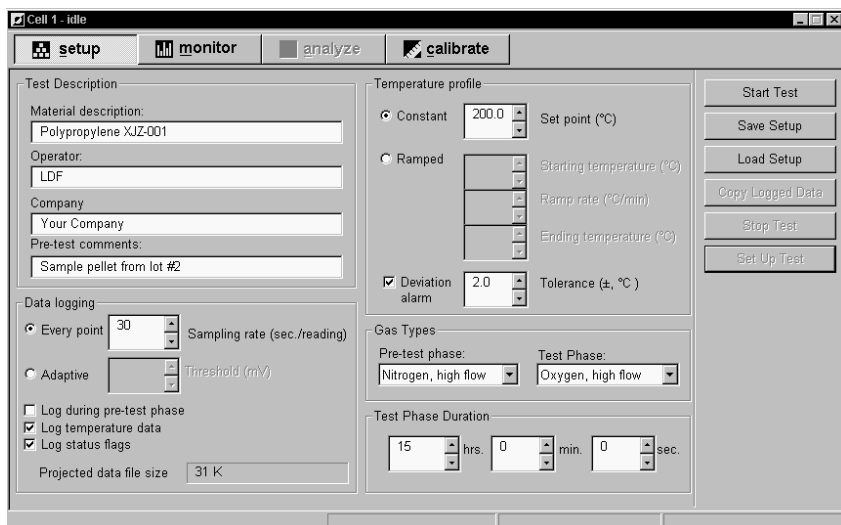 Cell 1 - idle
setup
monitor
analyze
calibrate
Test Description
Material description:
Polypropylene XJZ-001
Operator:
LDF
Company
Your Company
Pre-test comments:
Sample pellet from lot #2
Data logging
Every point 30 Sampling rate (sec./reading)
Adaptive Threshold (mV)
Log during pre-test phase
Log temperature data
Log status flags
Projected data file size 31 K
Temperature profile
Constant 200.0 Set point (°C)
Ramped Starting temperature (°C)
Ramp rate (°C/min)
Ending temperature (°C)
Deviation 2.0 Tolerance (±, °C )
alarm
Gas Types
Pre-test phase: Test Phase:
Nitrogen, high flow Oxygen, high flow
Test Phase Duration
15 hrs. 0 min. 0 sec.
Start Test
Save Setup
Load Setup
Copy Logged Data
Stop Test
Set Up Test